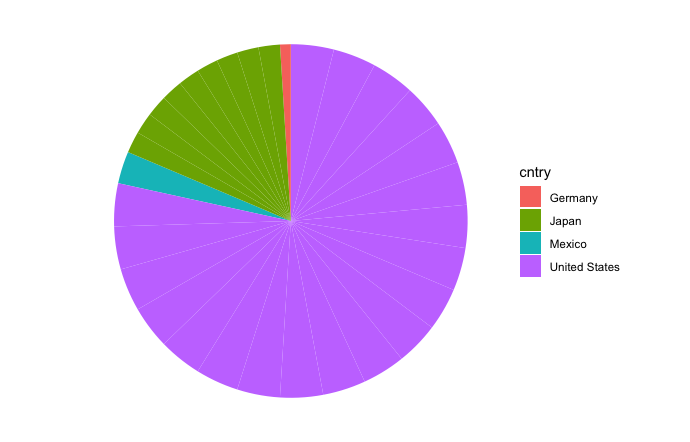 cntry
Germany
Japan
Mexico
United States